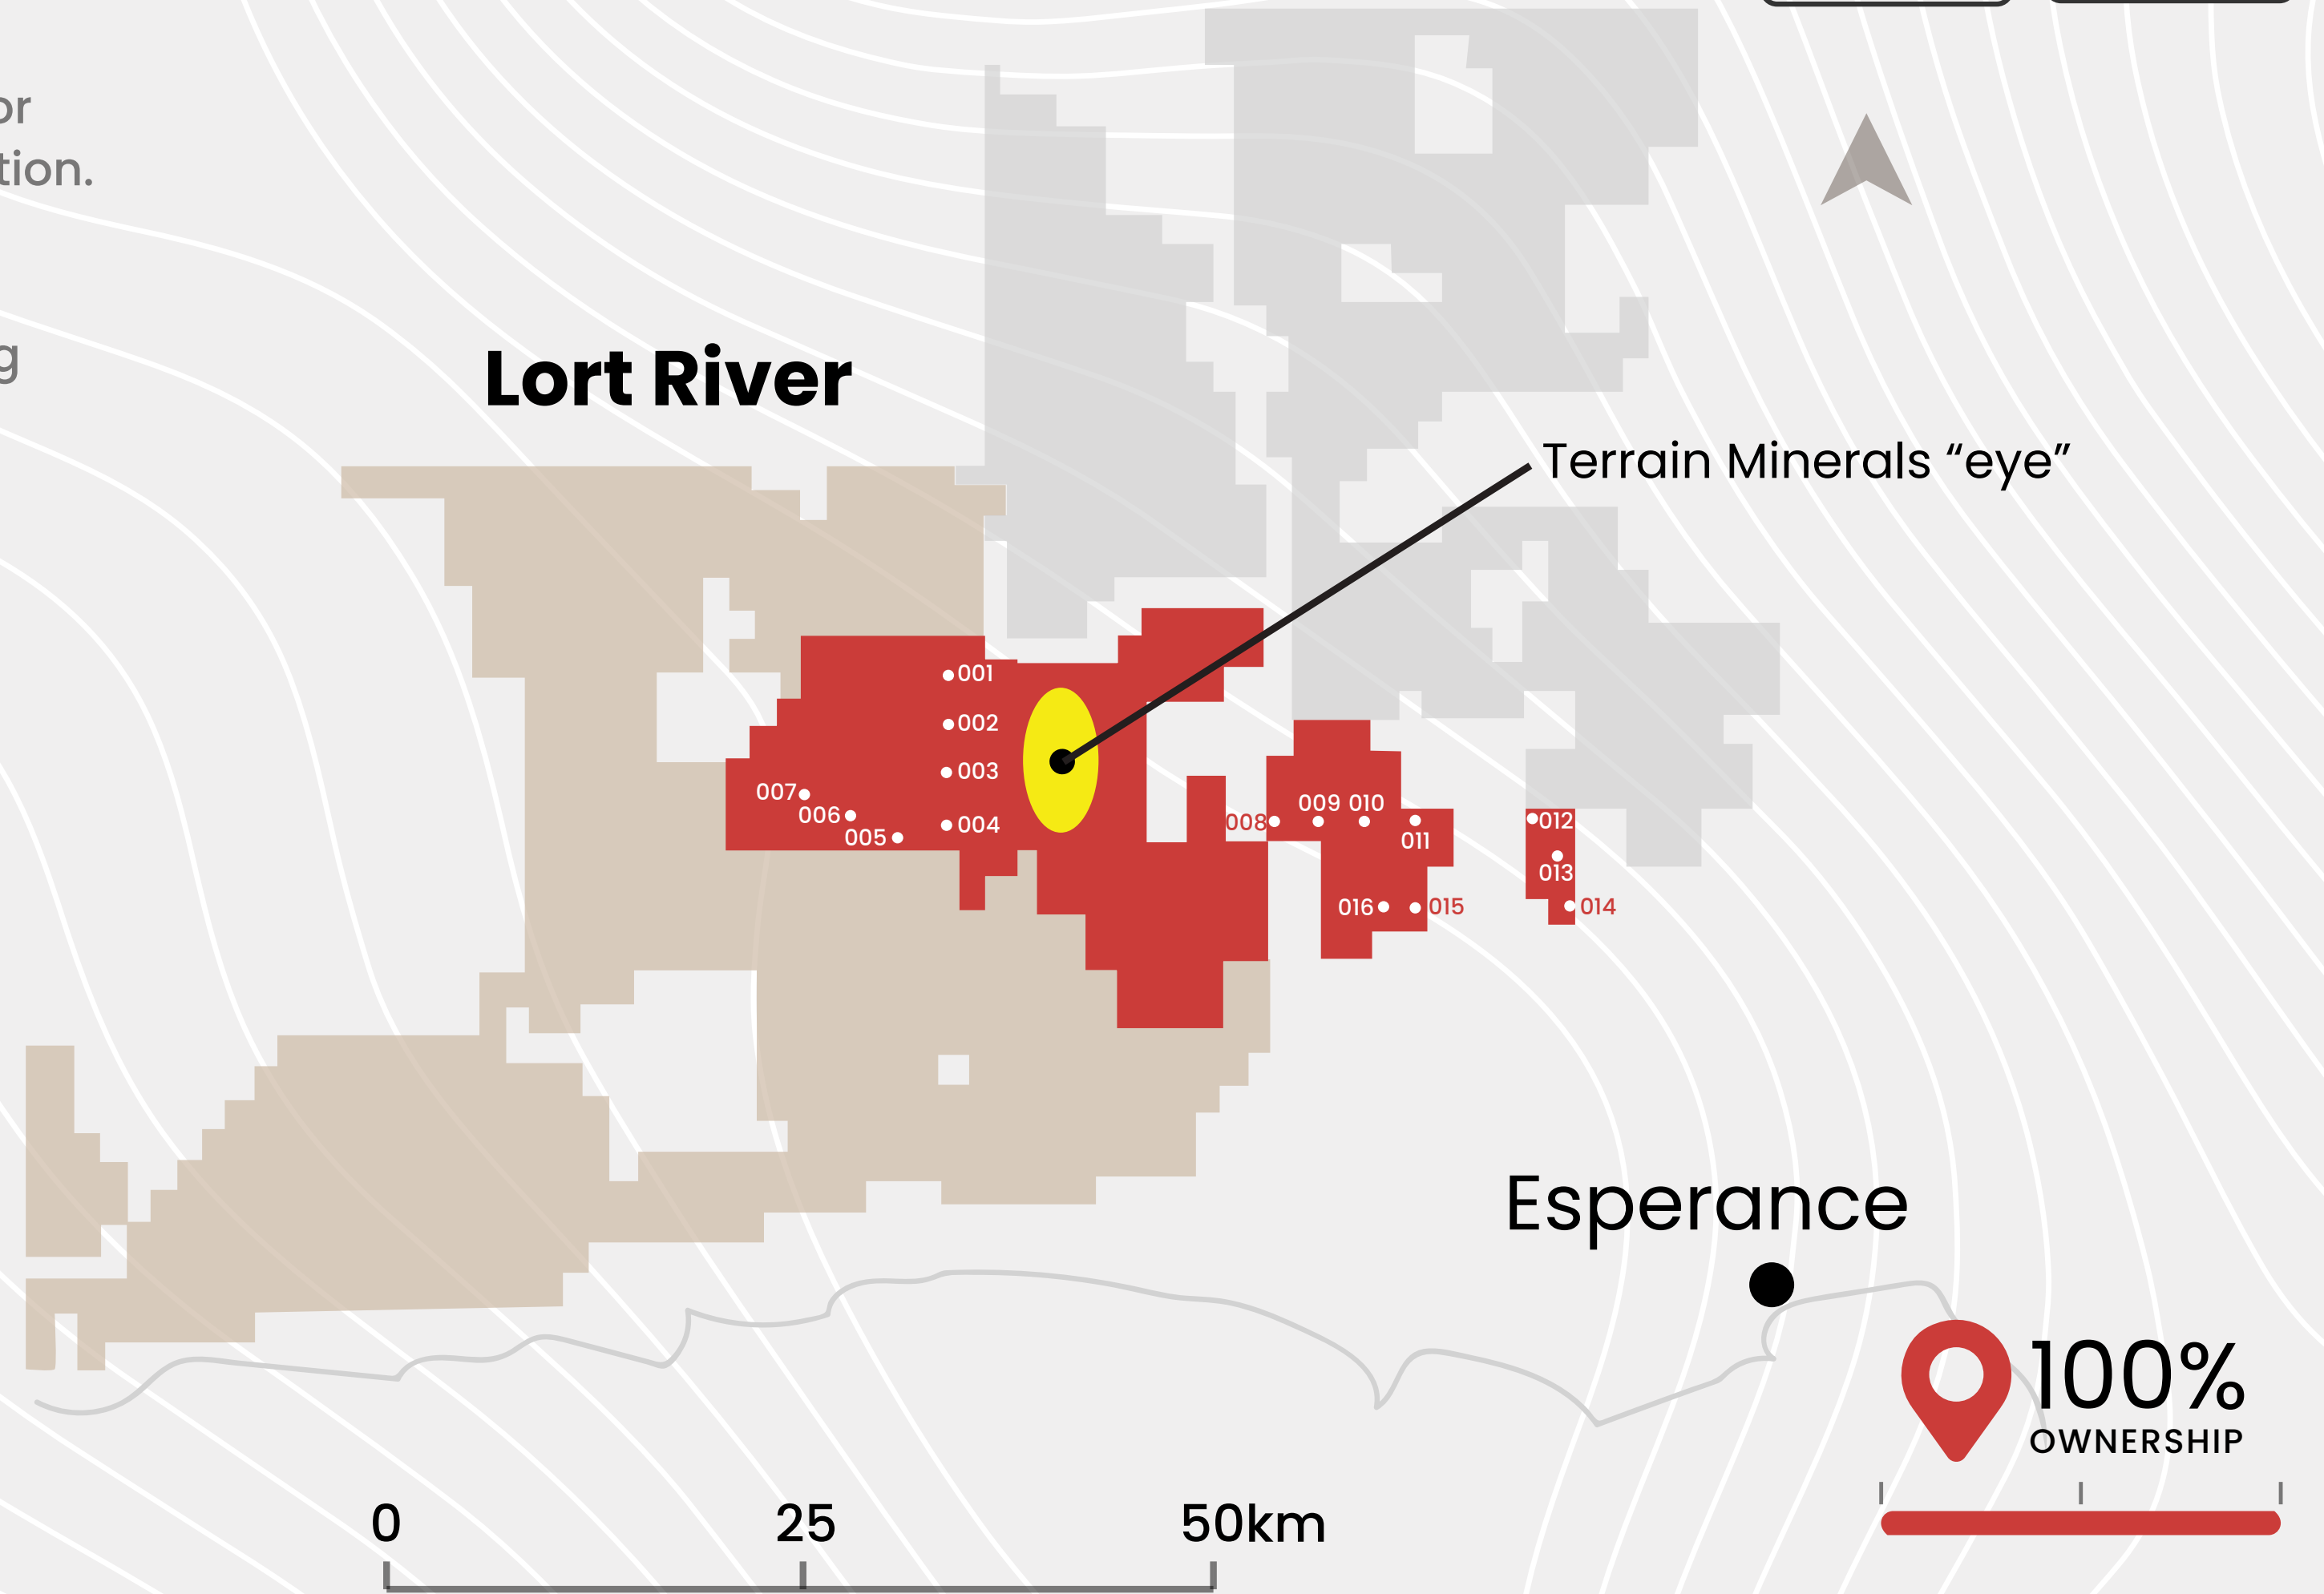 or
tion.
g
Lort River
Terrain Minerals “eye”
001
002
003
007
006
004
005
009 010
008
011
012
013
016
015
014
Esperance
100%
OWNERSHIP
0
25
50km